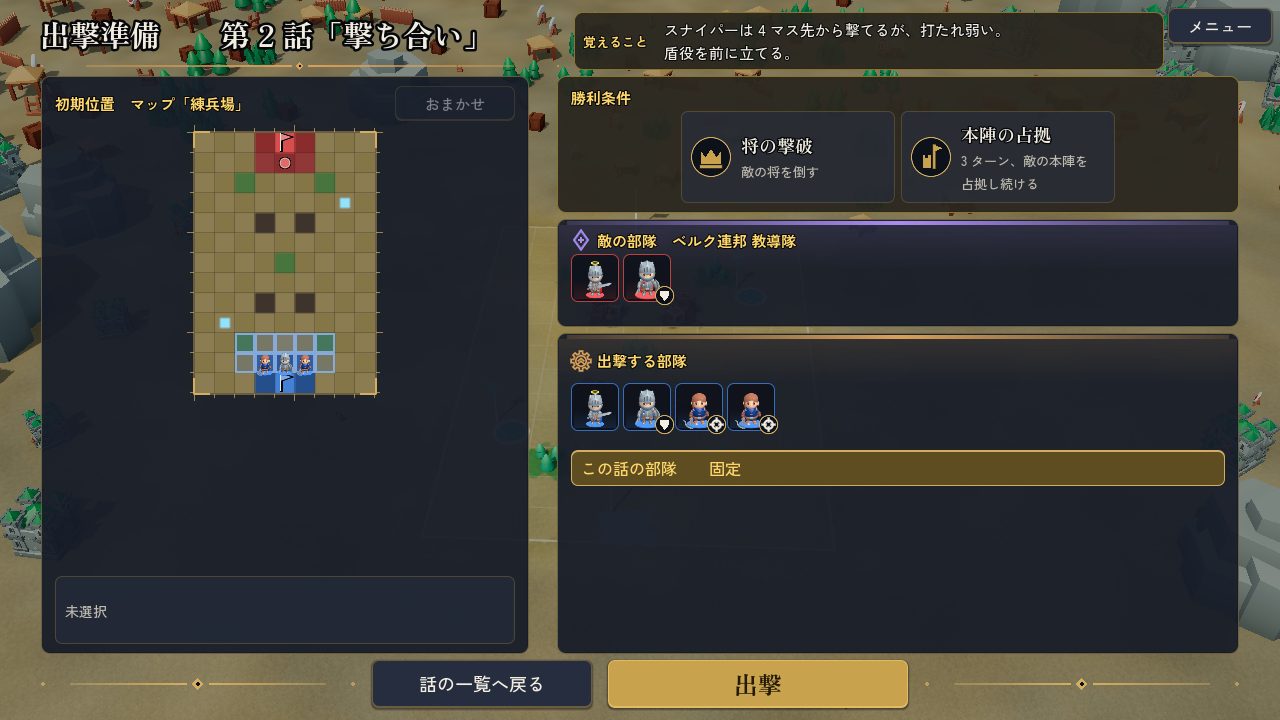 出撃準備　第２話「撃ち合い」
覚えること
スナイパーは 4 マス先から撃てるが、打たれ弱い。
盾役を前に立てる。
メニュー
初期位置　マップ「練兵場」
おまかせ
未選択
勝利条件
将の撃破
敵の将を倒す
本陣の占拠
3 ターン、敵の本陣を
占拠し続ける
敵の部隊　ベルク連邦 教導隊
出撃する部隊
この話の部隊　固定
話の一覧へ戻る
出撃